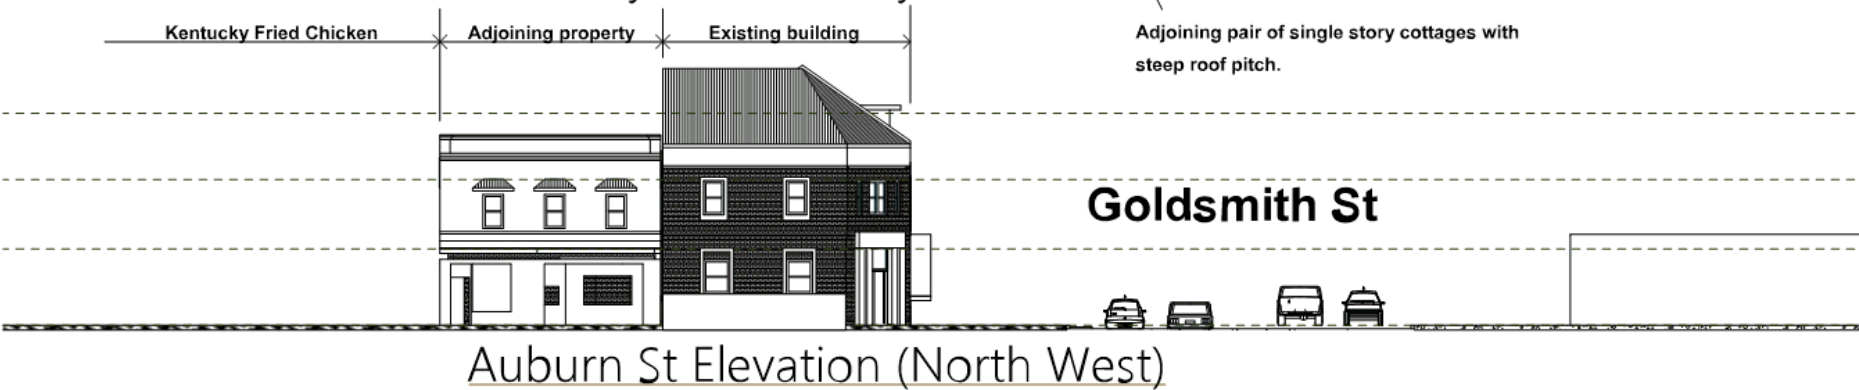 Kentucky Fried Chicken
Adjoining property
Existing building
Adjoining pair of single story cottages with
steep roof pitch.
Goldsmith St
Auburn St Elevation (North West)